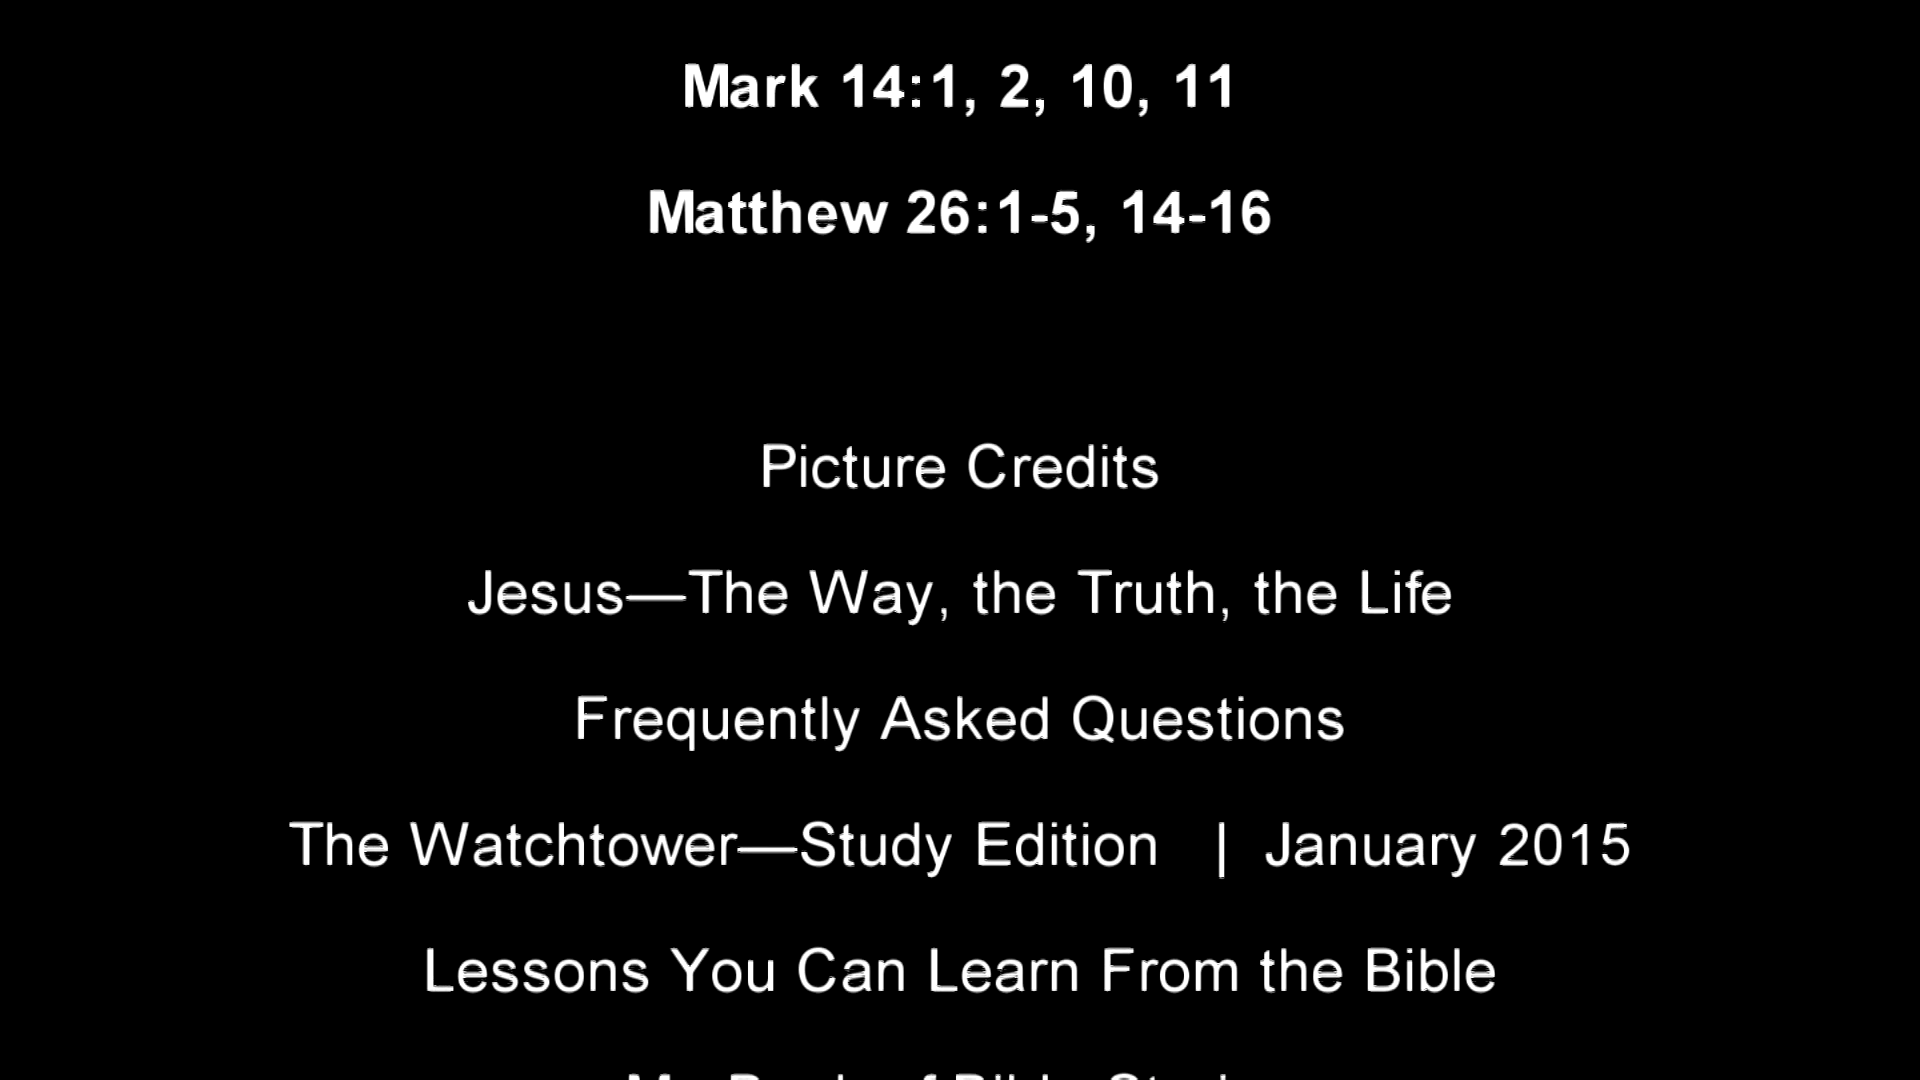 Mark 14:1, 2, 10, 11
Matthew 26:1-5, 14-16
Picture Credits
Jesus—The Way, the Truth, the Life
Frequently Asked Questions
The Watchtower—Study Edition | January 2015
Lessons You Can Learn From the Bible